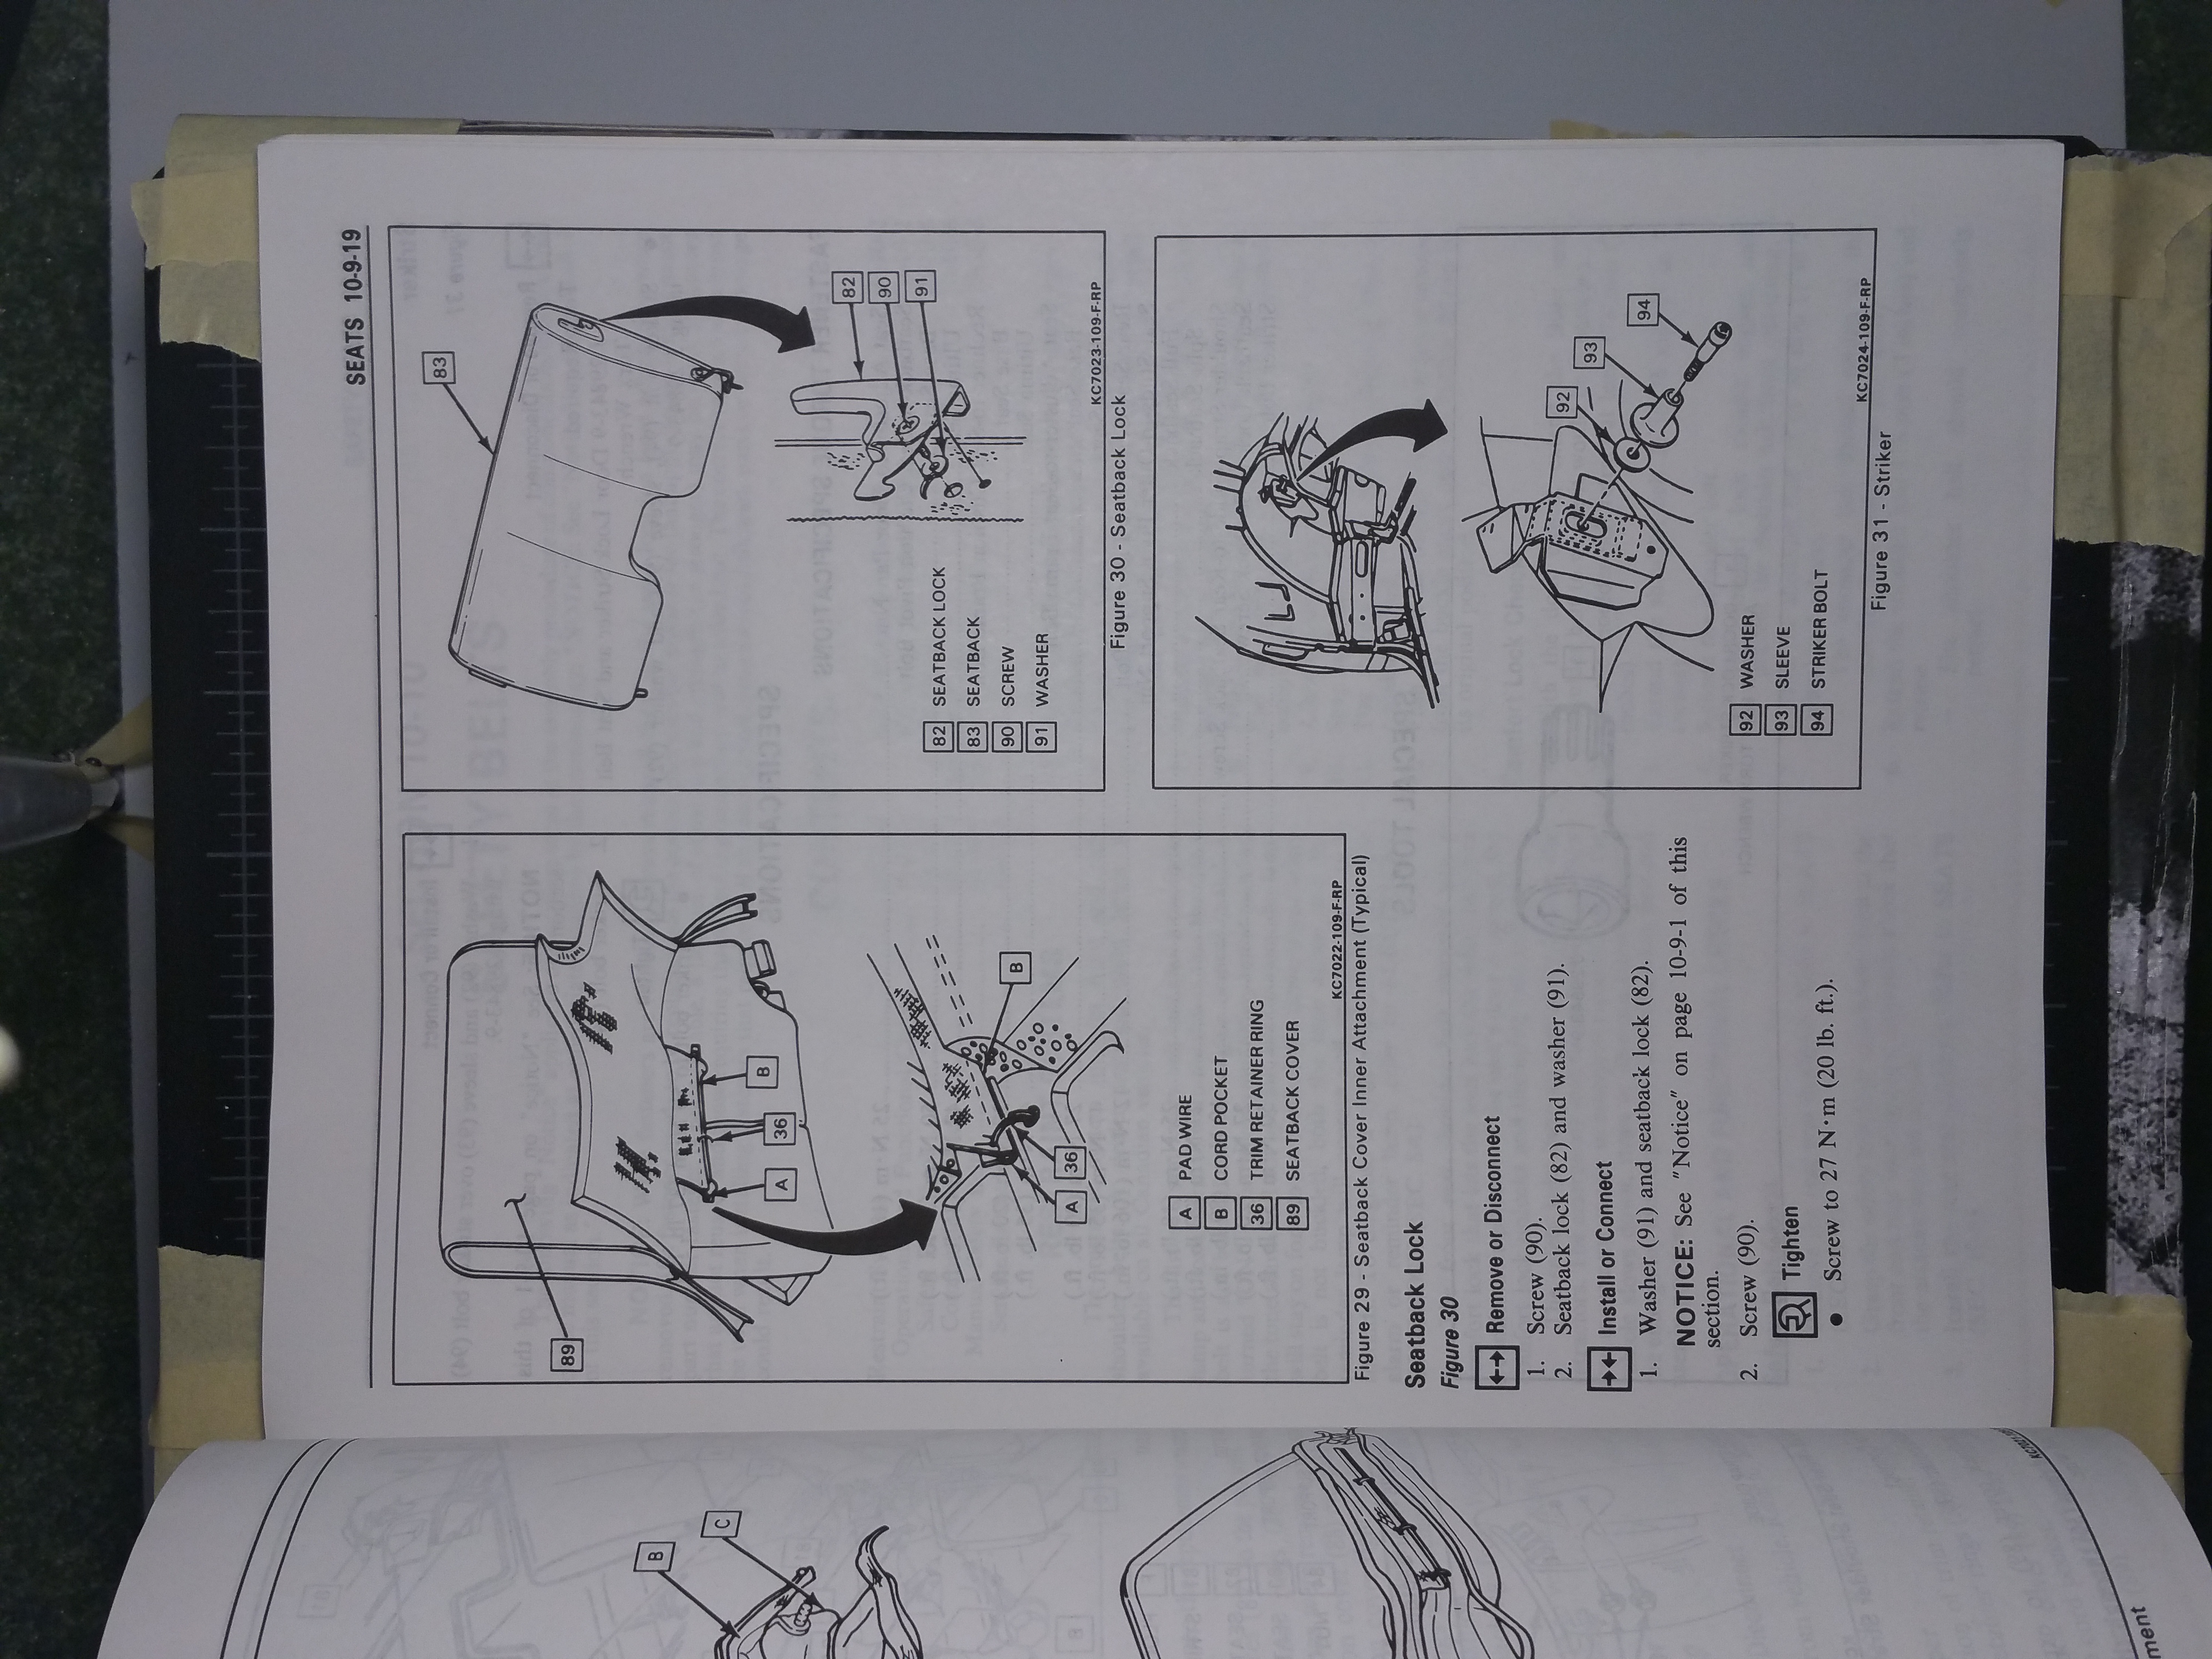 SEATS 10-9-19
89
A
36
B
B
36
A
A PAD WIRE
B CORD POCKET
36 TRIM RETAINER RING
89 SEATBACK COVER
KC7022-109-F-RP
Figure 29 - Seatback Cover Inner Attachment (Typical)
Seatback Lock
Figure 30
Remove or Disconnect
1. Screw (90).
2. Seatback lock (82) and washer (91).
Install or Connect
1. Washer (91) and seatback lock (82).
NOTICE: See "Notice" on page 10-9-1 of this
section.
2. Screw (90).
Tighten
• Screw to 27 N·m (20 lb. ft.).
83
82
90
91
82 SEATBACK LOCK
83 SEATBACK
90 SCREW
91 WASHER
KC7023-109-F-RP
Figure 30 - Seatback Lock
92
93
94
92 WASHER
93 SLEEVE
94 STRIKER BOLT
KC7024-109-F-RP
Figure 31 - Striker
B
C